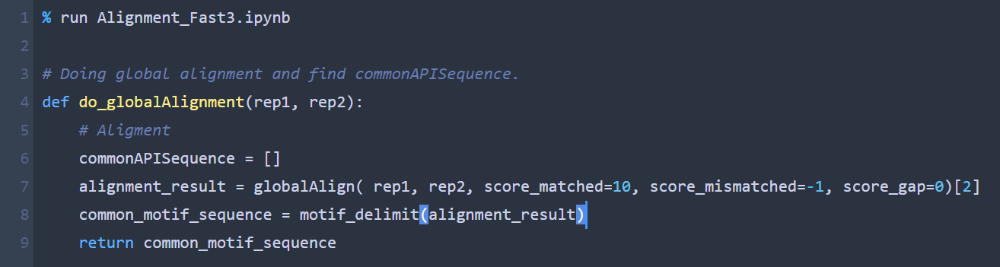 1 % run Alignment_Fast3.ipynb
2
3 # Doing global alignment and find commonAPISequence.
4 def do_globalAlignment(rep1, rep2):
5     # Aligment
6     commonAPISequence = []
7     alignment_result = globalAlign( rep1, rep2, score_matched=10, score_mismatched=-1, score_gap=0)[2]
8     common_motif_sequence = motif_delimit(alignment_result)
9     return common_motif_sequence